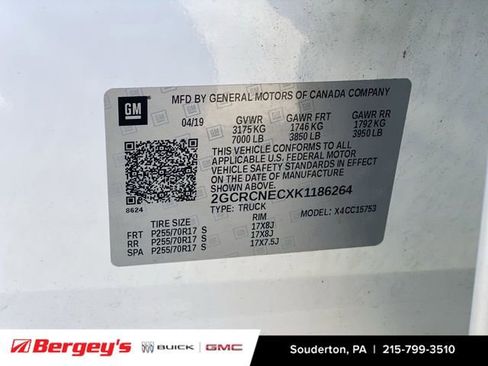 GM
MFD BY GENERAL MOTORS OF CANADA COMPANY
04/19 GVWR GAWR FRT GAWR RR
3175 KG 1746 KG 1792 KG
7000 LB 3850 LB 3950 LB
THIS VEHICLE CONFORMS TO ALL
APPLICABLE U.S. FEDERAL MOTOR
VEHICLE SAFETY STANDARDS IN EFFECT ON
THE DATE OF MANUFACTURE SHOWN ABOVE.
2GCRCNECXK1186264
8624 TYPE: TRUCK MODEL: X4CC15753
TIRE SIZE RIM
FRT P255/70R17 S 17X8J
RR P255/70R17 S 17X8J
SPA P255/70R17 S 17X7.5J
Bergey's BUICK GMC Souderton, PA | 215-799-3510